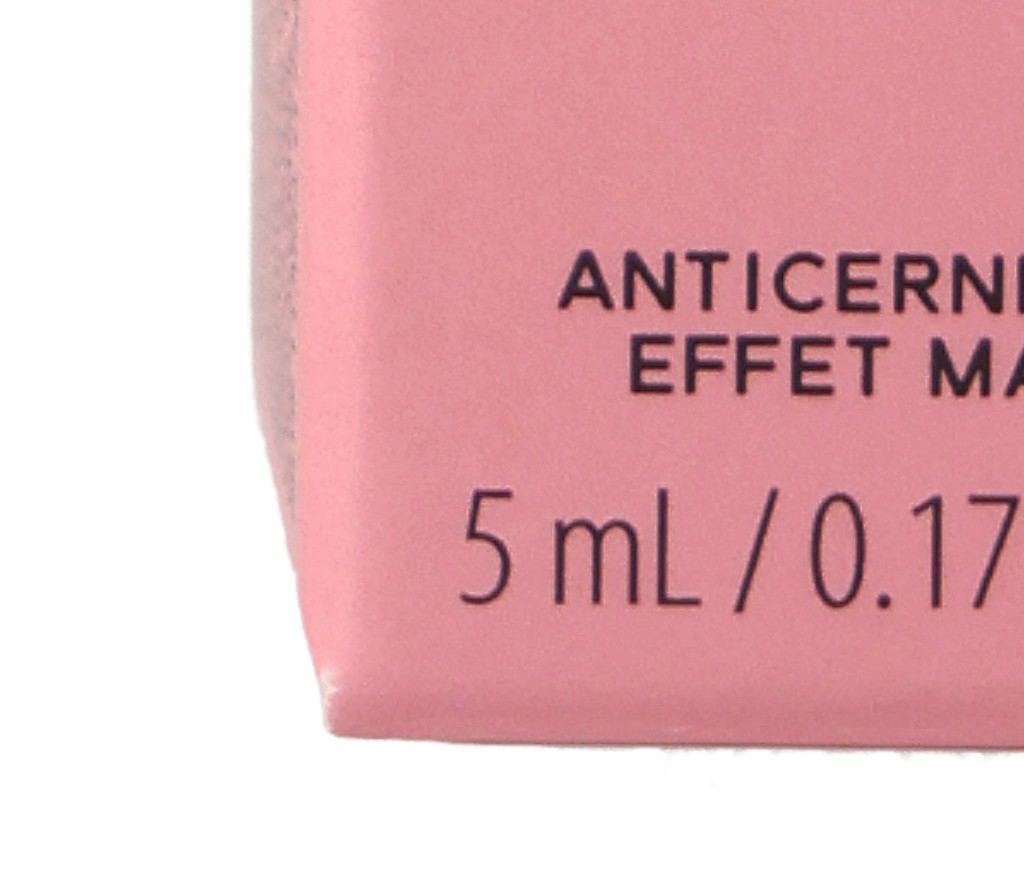 ANTICERN
EFFET MA
5 mL / 0.17